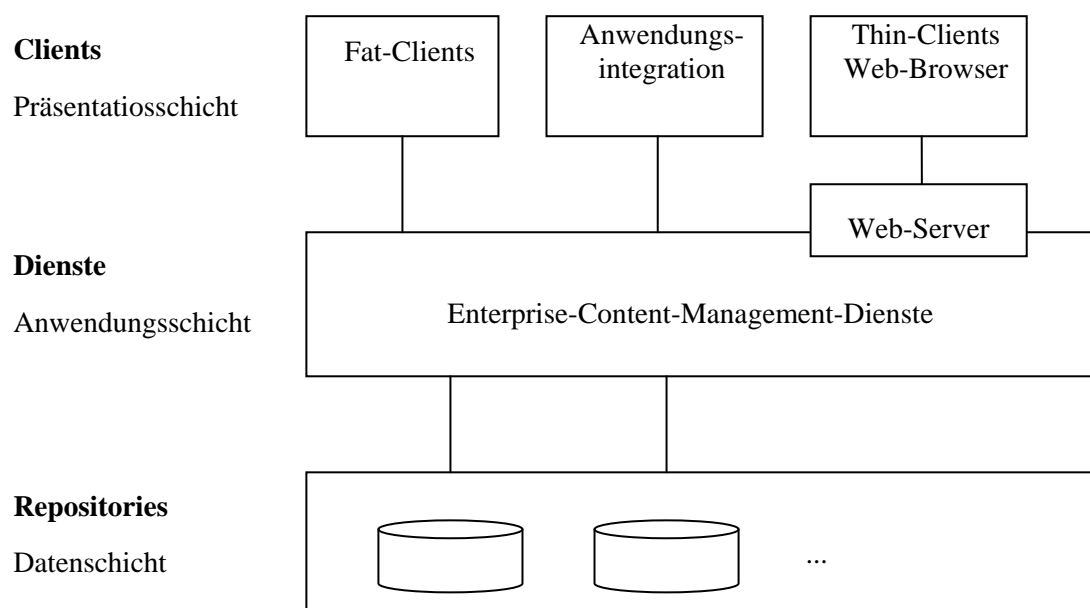 Clients
Präsentatiosschicht
Fat-Clients
Anwendungs-
integration
Thin-Clients
Web-Browser
Web-Server
Dienste
Anwendungsschicht
Enterprise-Content-Management-Dienste
Repositories
Datenschicht
...